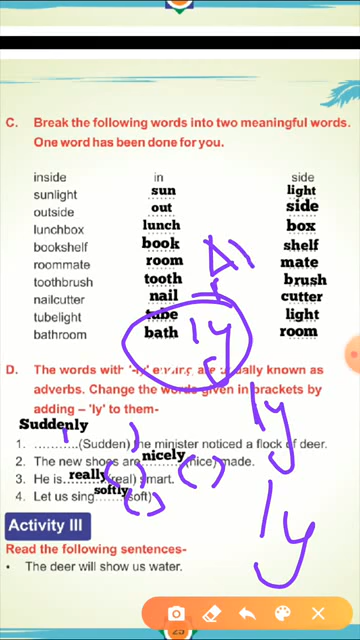 C. Break the following words into two meaningful words.
One word has been done for you.
inside in side
sunlight sun light
outside out side
lunchbox lunch box
bookshelf book shelf
roommate room mate
toothbrush tooth brush
nailcutter nail cutter
tubelight tube light
bathroom bath room
ly
D. The words with '-ly' ending are usually known as
adverbs. Change the words given in brackets by
adding – 'ly' to them-
ly
Suddenly
1. ...........(Sudden) the minister noticed a flock of deer.
nicely
2. The new shoes are..........(nice) made.
really
3. He is..........(real) smart.
softly
4. Let us sing........(soft)
ly
Activity III
Read the following sentences-
• The deer will show us water.
25